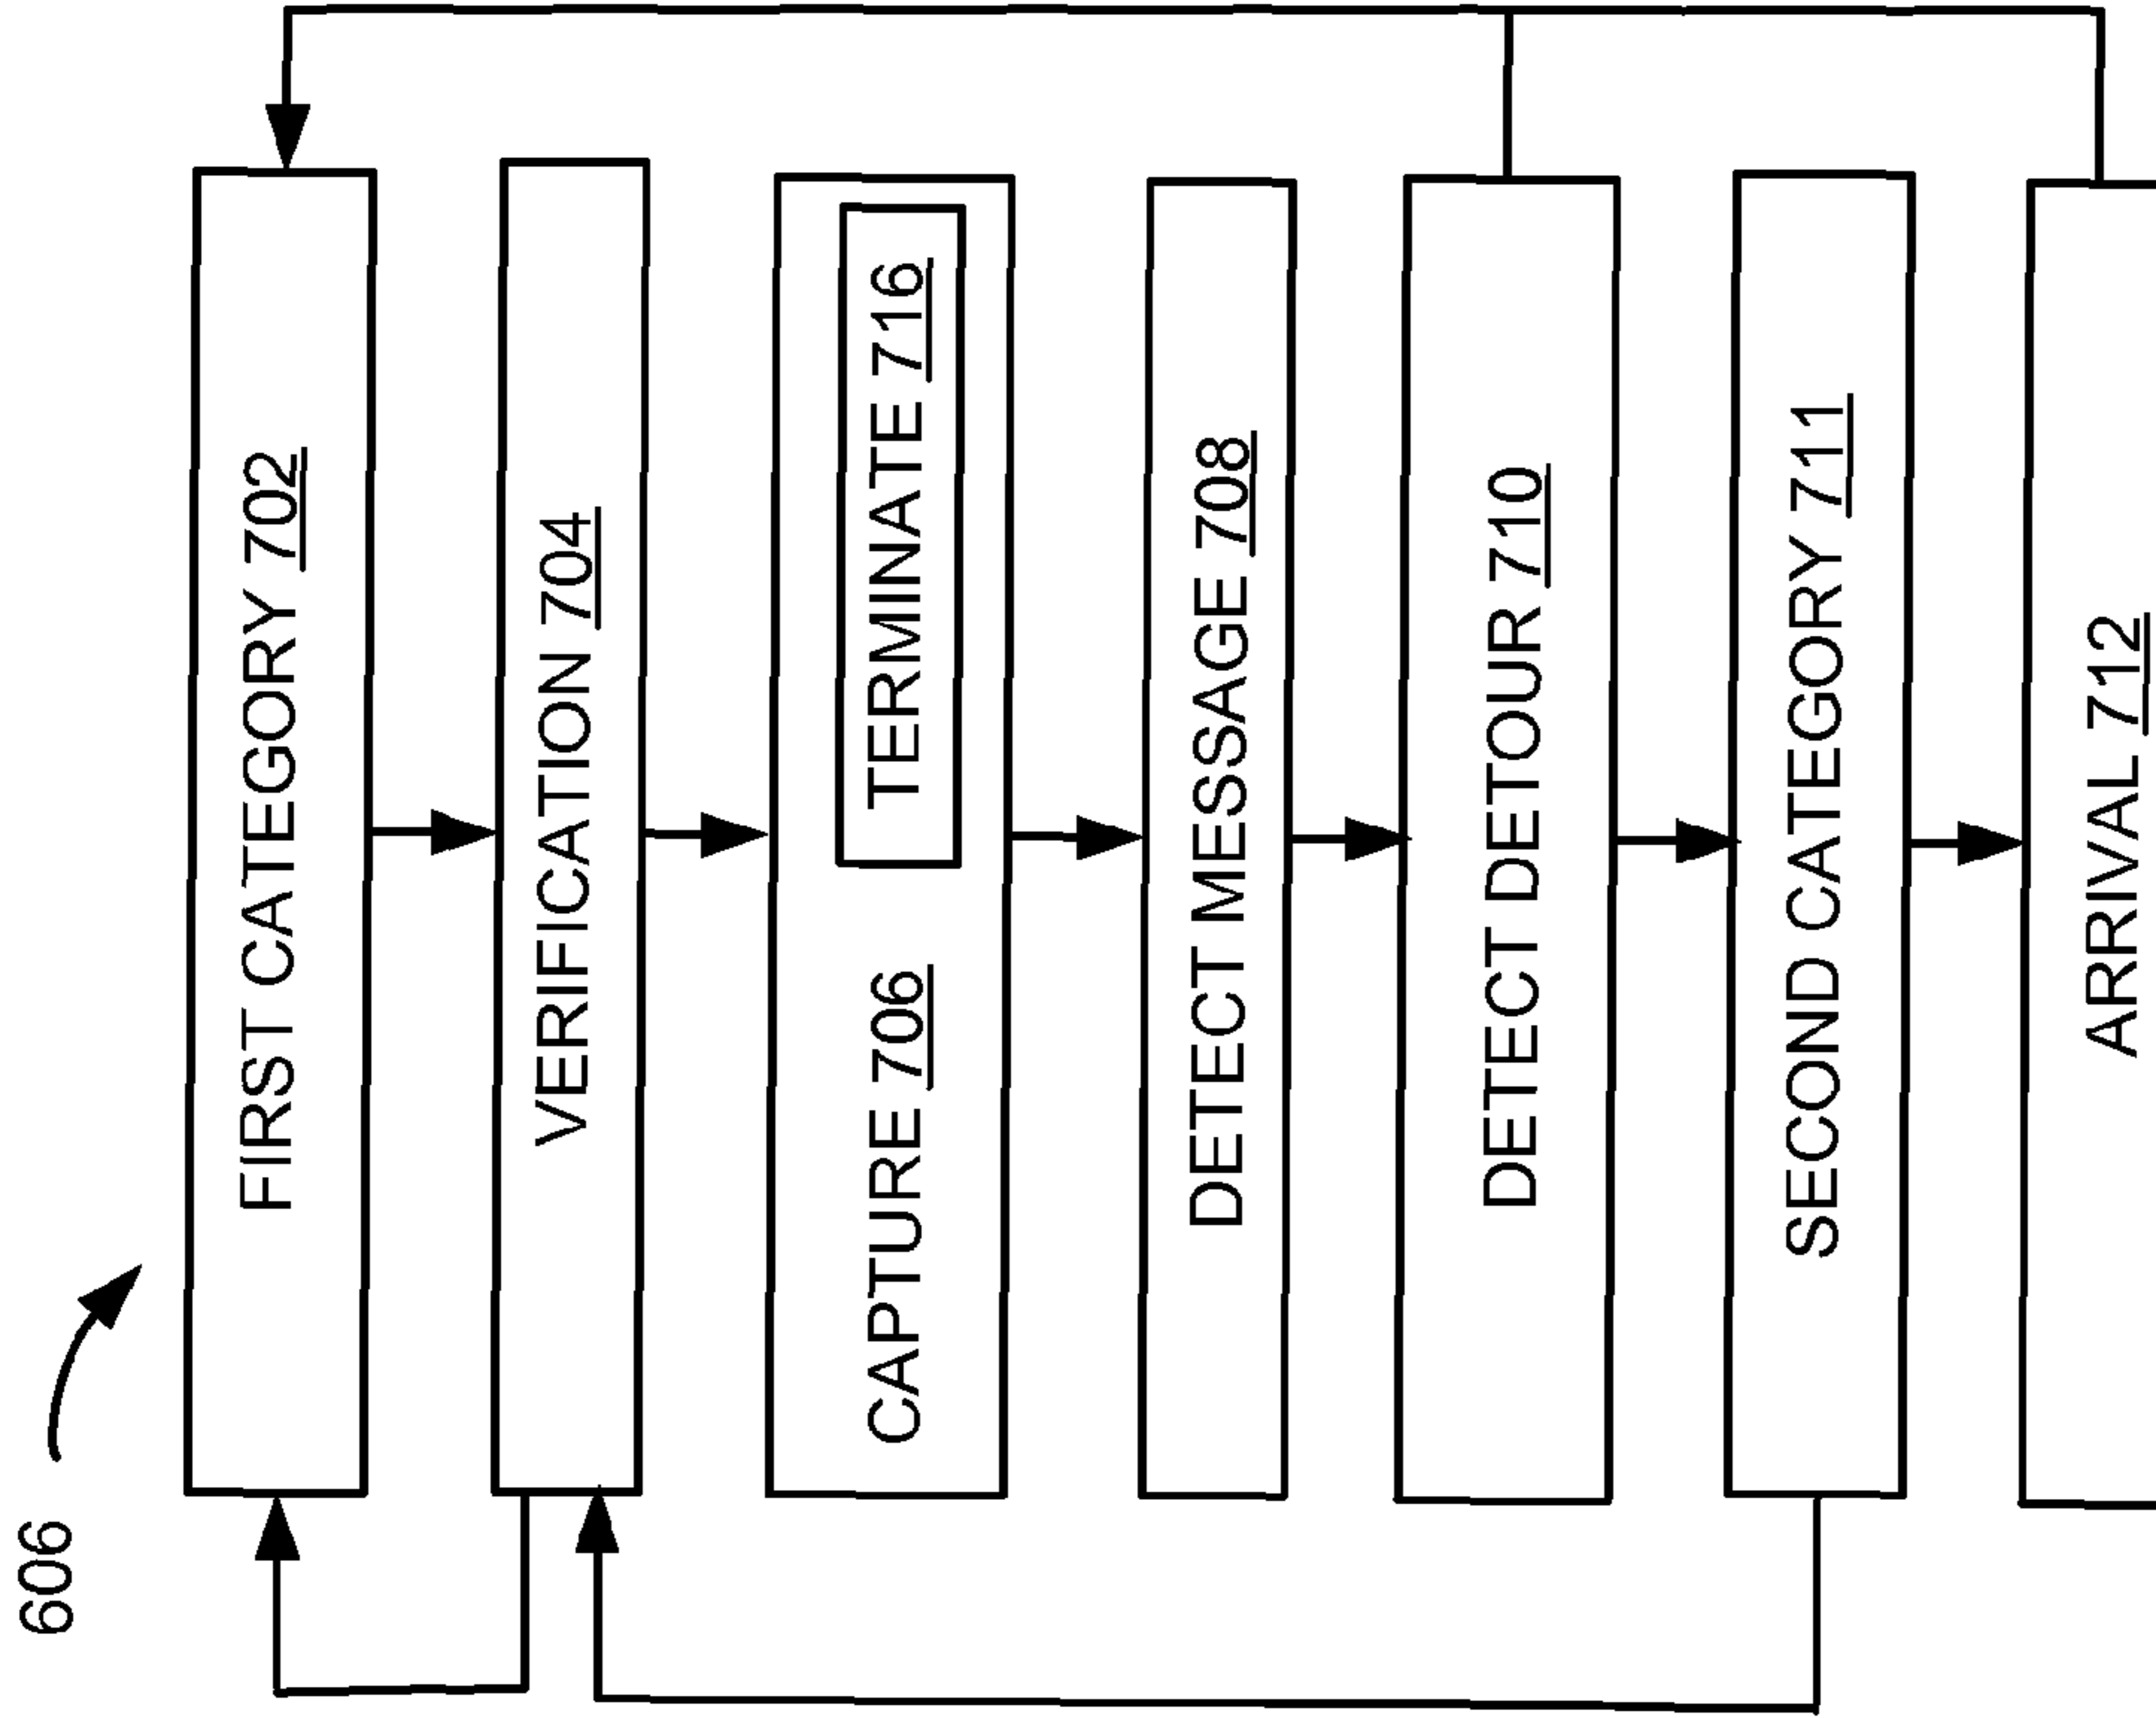 606
FIRST CATEGORY 702
VERIFICATION 704
CAPTURE 706
TERMINATE 716
DETECT MESSAGE 708
DETECT DETOUR 710
SECOND CATEGORY 711
ARRIVAL 712